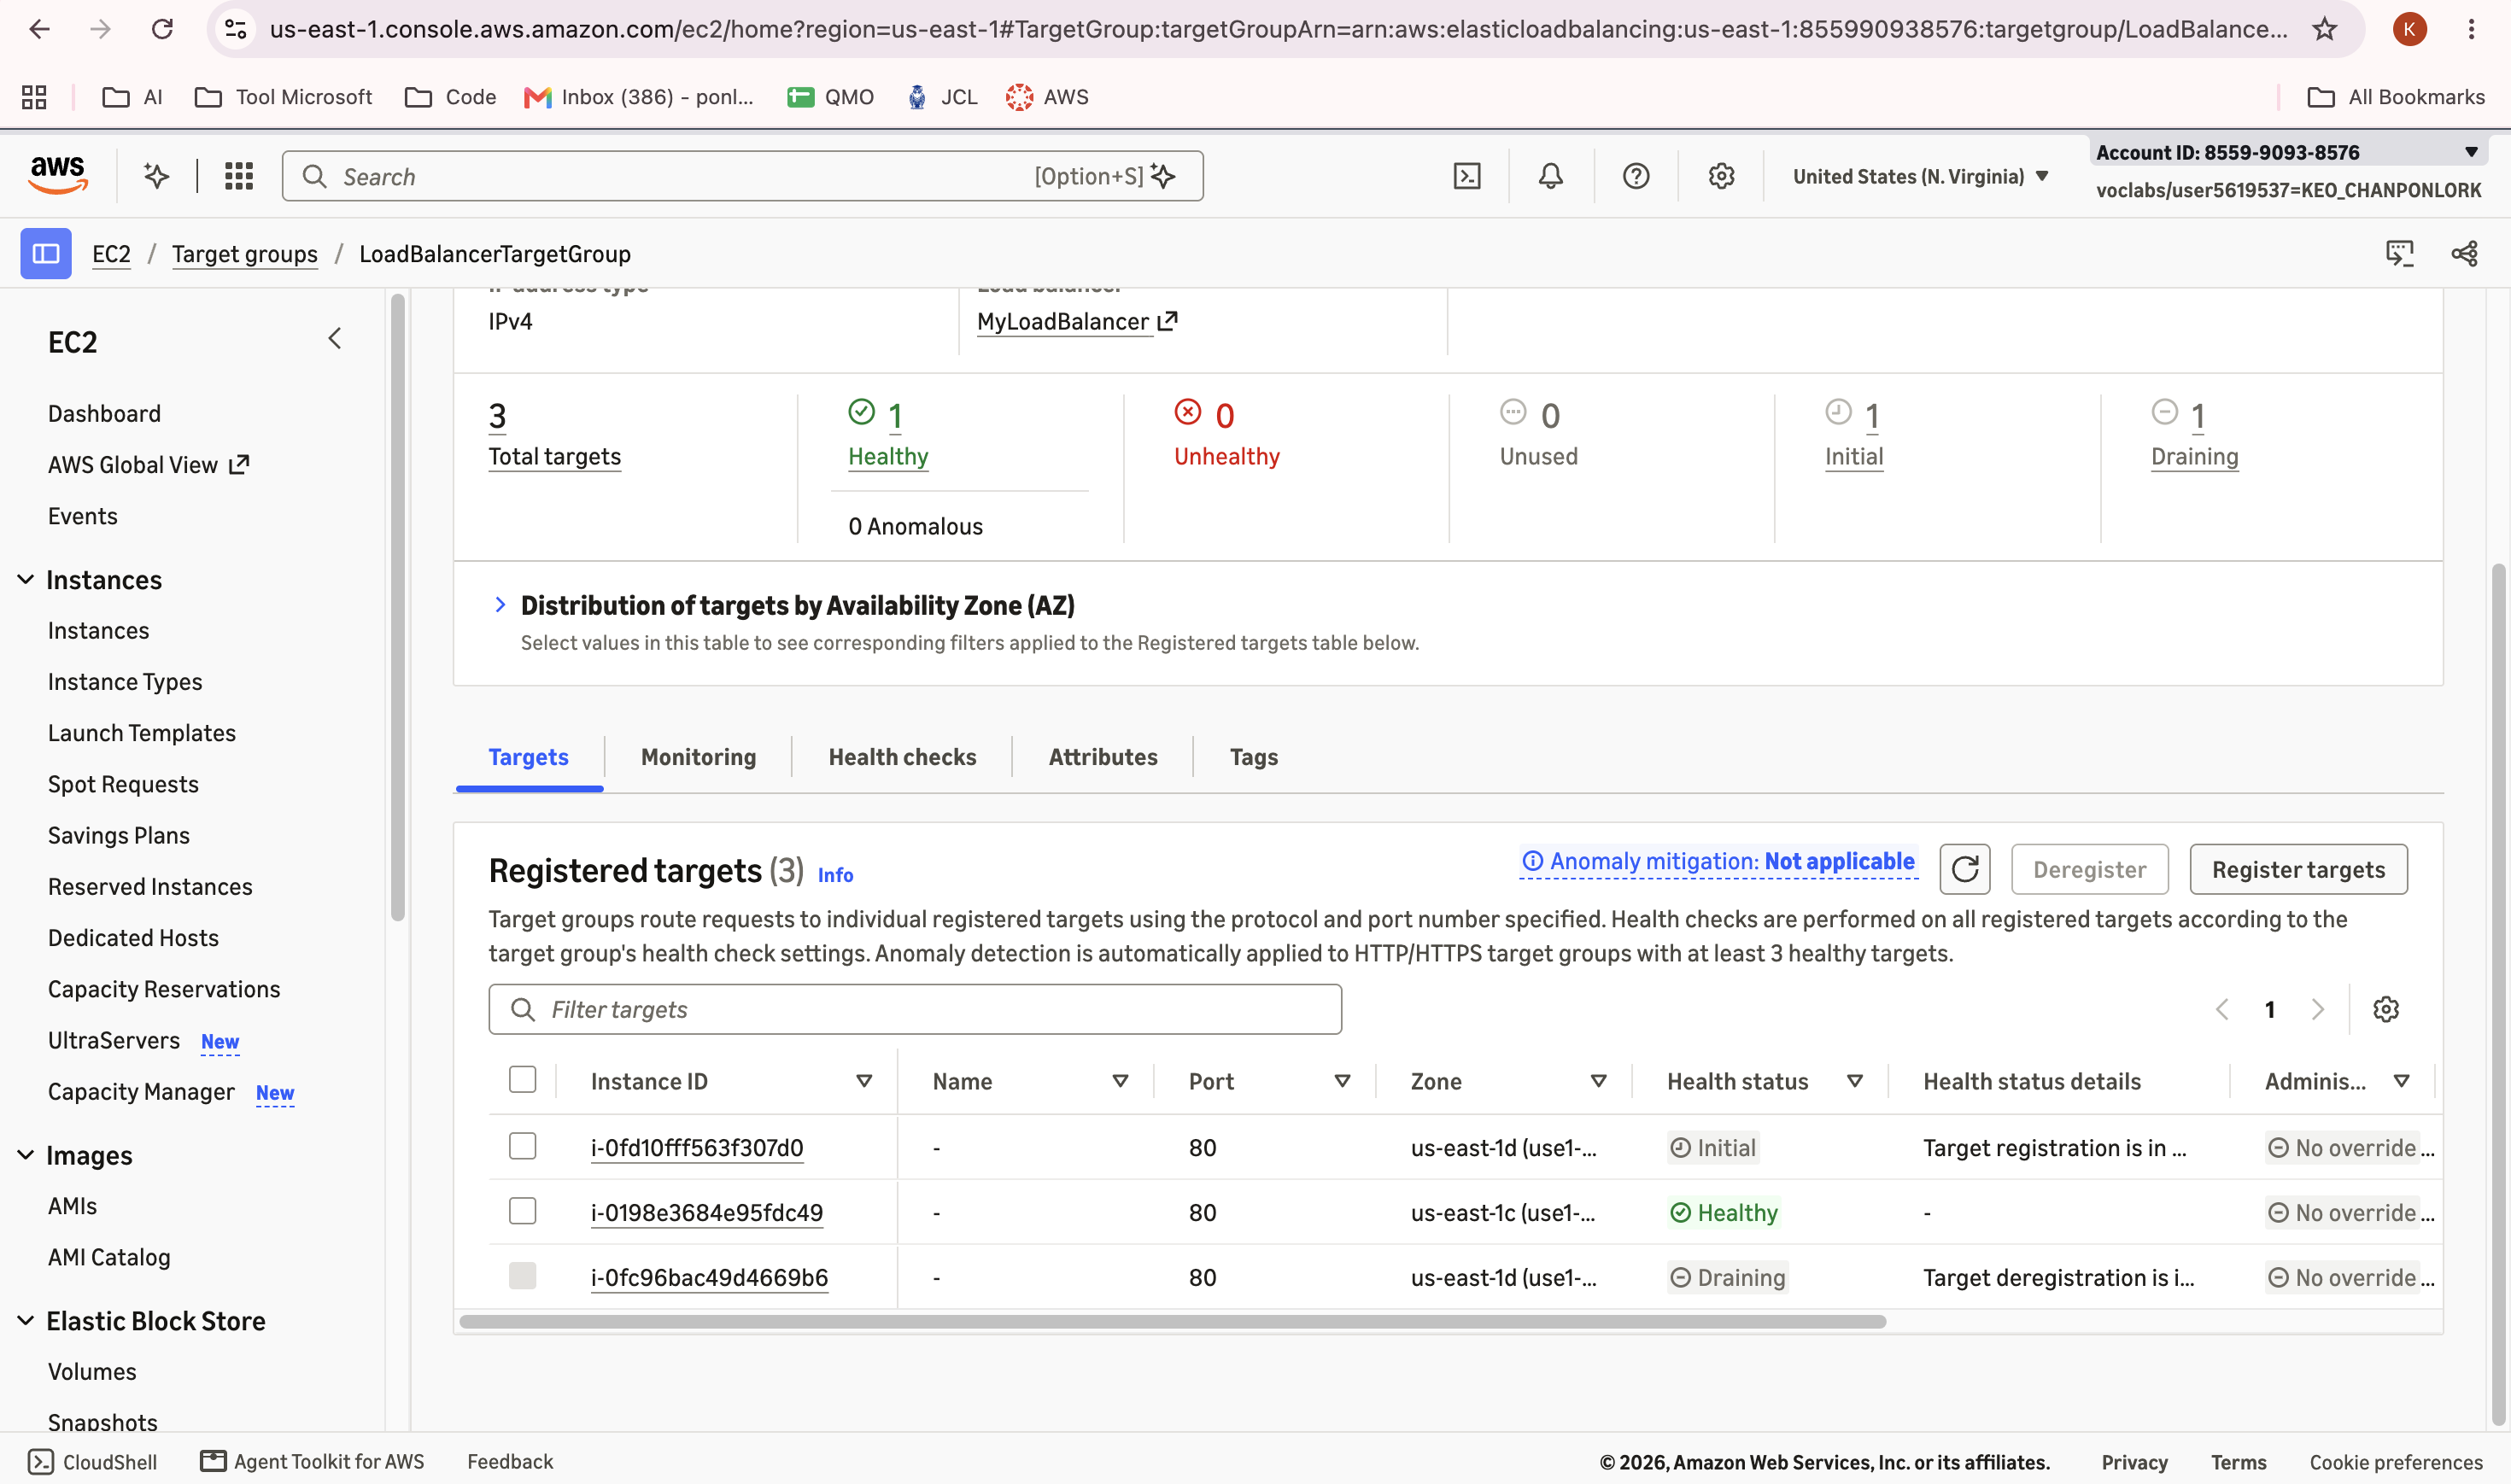 us-east-1.console.aws.amazon.com/ec2/home?region=us-east-1#TargetGroup:targetGroupArn=arn:aws:elasticloadbalancing:us-east-1:855990938576:targetgroup/LoadBalance...
K
AI
Tool Microsoft
Code
Inbox (386) - ponl...
QMO
JCL
AWS
All Bookmarks
aws
Search
[Option+S]
United States (N. Virginia)
Account ID: 8559-9093-8576
voclabs/user5619537=KEO_CHANPONLORK
EC2 / Target groups / LoadBalancerTargetGroup
EC2
Dashboard
AWS Global View
Events
Instances
Instances
Instance Types
Launch Templates
Spot Requests
Savings Plans
Reserved Instances
Dedicated Hosts
Capacity Reservations
UltraServers New
Capacity Manager New
Images
AMIs
AMI Catalog
Elastic Block Store
Volumes
Snapshots
IP address type
IPv4
Load balancer
MyLoadBalancer
3
Total targets
1
Healthy
0 Anomalous
0
Unhealthy
0
Unused
1
Initial
1
Draining
Distribution of targets by Availability Zone (AZ)
Select values in this table to see corresponding filters applied to the Registered targets table below.
Targets
Monitoring
Health checks
Attributes
Tags
Registered targets (3) Info
Anomaly mitigation: Not applicable
Deregister
Register targets
Target groups route requests to individual registered targets using the protocol and port number specified. Health checks are performed on all registered targets according to the
target group's health check settings. Anomaly detection is automatically applied to HTTP/HTTPS target groups with at least 3 healthy targets.
Filter targets
1
Instance ID Name Port Zone Health status Health status details Adminis...
i-0fd10fff563f307d0 - 80 us-east-1d (use1-... Initial Target registration is in ... No override...
i-0198e3684e95fdc49 - 80 us-east-1c (use1-... Healthy - No override...
i-0fc96bac49d4669b6 - 80 us-east-1d (use1-... Draining Target deregistration is i... No override...
CloudShell
Agent Toolkit for AWS
Feedback
© 2026, Amazon Web Services, Inc. or its affiliates.
Privacy
Terms
Cookie preferences